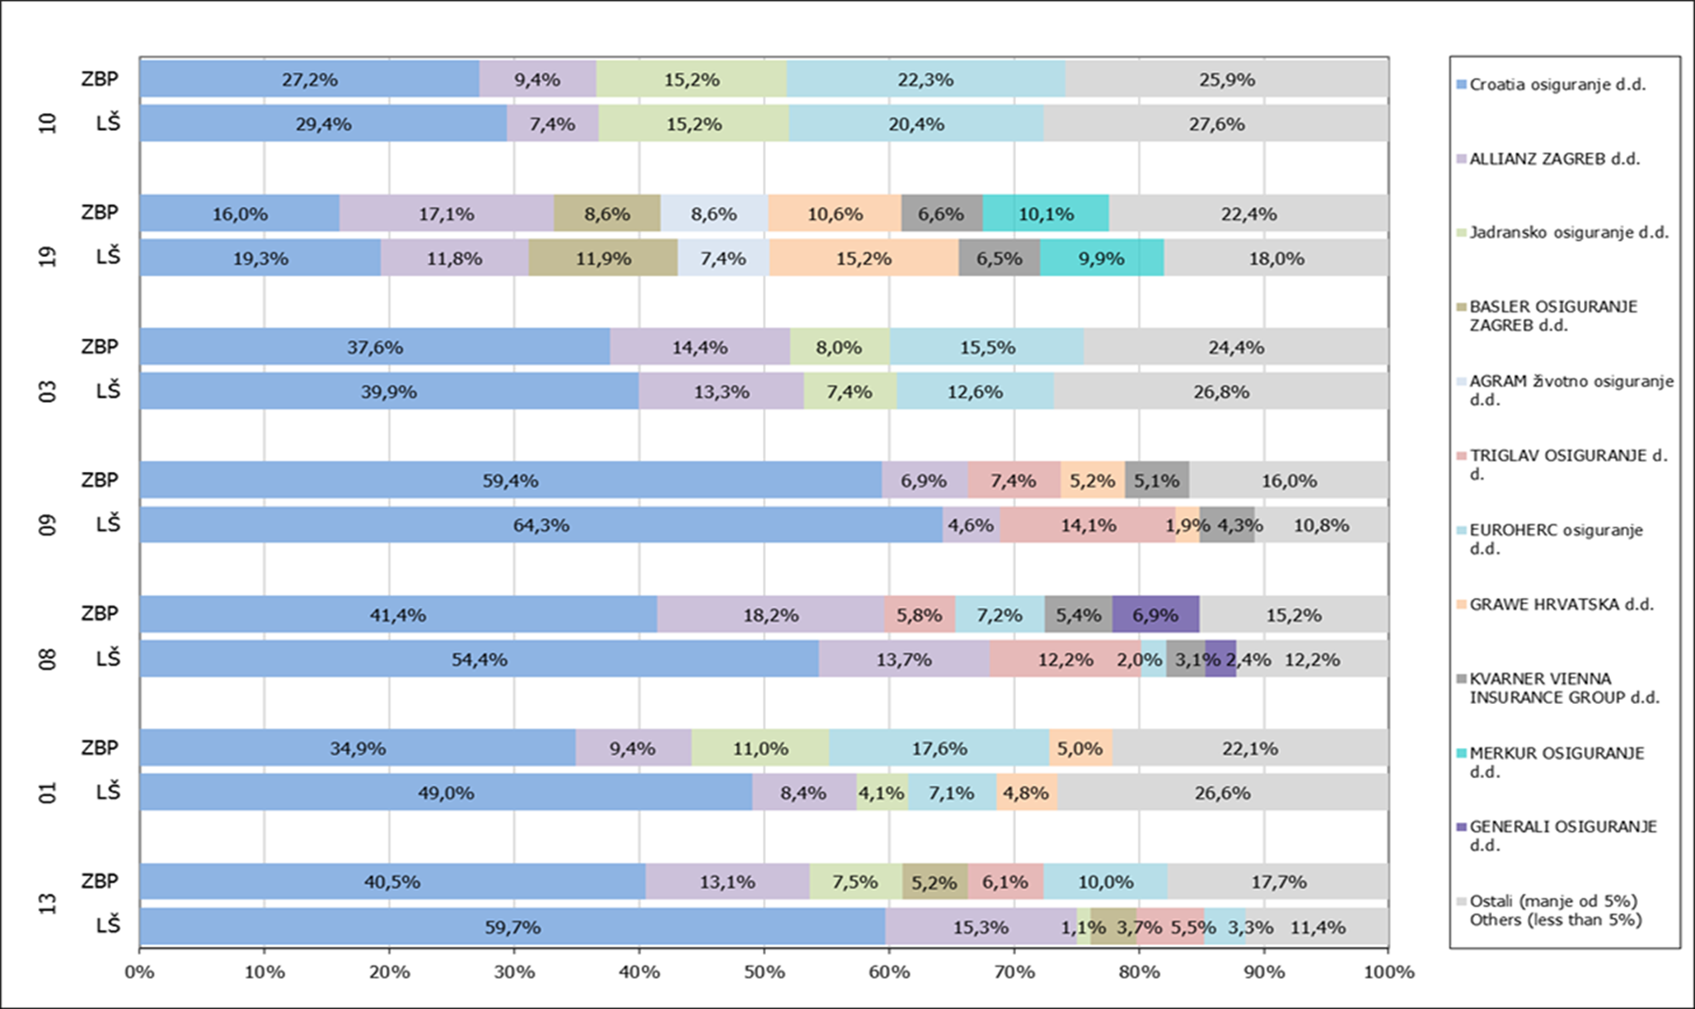 ZBP 27,2% 9,4% 15,2% 22,3% 25,9%
10
LŠ 29,4% 7,4% 15,2% 20,4% 27,6%
ZBP 16,0% 17,1% 8,6% 8,6% 10,6% 6,6% 10,1% 22,4%
19
LŠ 19,3% 11,8% 11,9% 7,4% 15,2% 6,5% 9,9% 18,0%
ZBP 37,6% 14,4% 8,0% 15,5% 24,4%
03
LŠ 39,9% 13,3% 7,4% 12,6% 26,8%
ZBP 59,4% 6,9% 7,4% 5,2% 5,1% 16,0%
09
LŠ 64,3% 4,6% 14,1% 1,9% 4,3% 10,8%
ZBP 41,4% 18,2% 5,8% 7,2% 5,4% 6,9% 15,2%
08
LŠ 54,4% 13,7% 12,2% 2,0% 3,1% 2,4% 12,2%
ZBP 34,9% 9,4% 11,0% 17,6% 5,0% 22,1%
01
LŠ 49,0% 8,4% 4,1% 7,1% 4,8% 26,6%
ZBP 40,5% 13,1% 7,5% 5,2% 6,1% 10,0% 17,7%
13
LŠ 59,7% 15,3% 1,1% 3,7% 5,5% 3,3% 11,4%
0% 10% 20% 30% 40% 50% 60% 70% 80% 90% 100%
Croatia osiguranje d.d.
ALLIANZ ZAGREB d.d.
Jadransko osiguranje d.d.
BASLER OSIGURANJE
ZAGREB d.d.
AGRAM životno osiguranje
d.d.
TRIGLAV OSIGURANJE d.
d.
EUROHERC osiguranje
d.d.
GRAWE HRVATSKA d.d.
KVARNER VIENNA
INSURANCE GROUP d.d.
MERKUR OSIGURANJE
d.d.
GENERALI OSIGURANJE
d.d.
Ostali (manje od 5%)
Others (less than 5%)